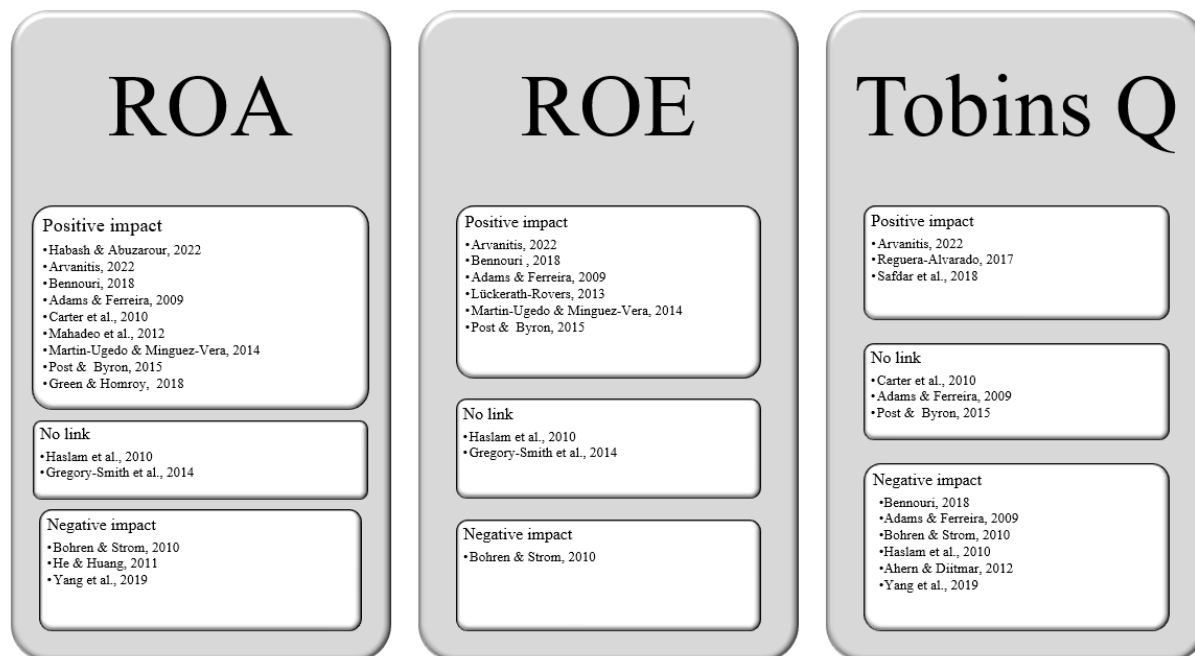 ROA
Positive impact
•Habash & Abuzarour, 2022
•Arvanitis, 2022
•Bennouri, 2018
•Adams & Ferreira, 2009
•Carter et al., 2010
•Mahadeo et al., 2012
•Martin-Ugedo & Minguez-Vera, 2014
•Post & Byron, 2015
•Green & Homroy, 2018
No link
•Haslam et al., 2010
•Gregory-Smith et al., 2014
Negative impact
•Bohren & Strom, 2010
•He & Huang, 2011
•Yang et al., 2019
ROE
Positive impact
•Arvanitis, 2022
•Bennouri , 2018
•Adams & Ferreira, 2009
•Lückerath-Rovers, 2013
•Martin-Ugedo & Minguez-Vera, 2014
•Post & Byron, 2015
No link
•Haslam et al., 2010
•Gregory-Smith et al., 2014
Negative impact
•Bohren & Strom, 2010
Tobins Q
Positive impact
•Arvanitis, 2022
•Reguera-Alvarado, 2017
•Safdar et al., 2018
No link
•Carter et al., 2010
•Adams & Ferreira, 2009
•Post & Byron, 2015
Negative impact
•Bennouri, 2018
•Adams & Ferreira, 2009
•Bohren & Strom, 2010
•Haslam et al., 2010
•Ahern & Diitmar, 2012
•Yang et al., 2019